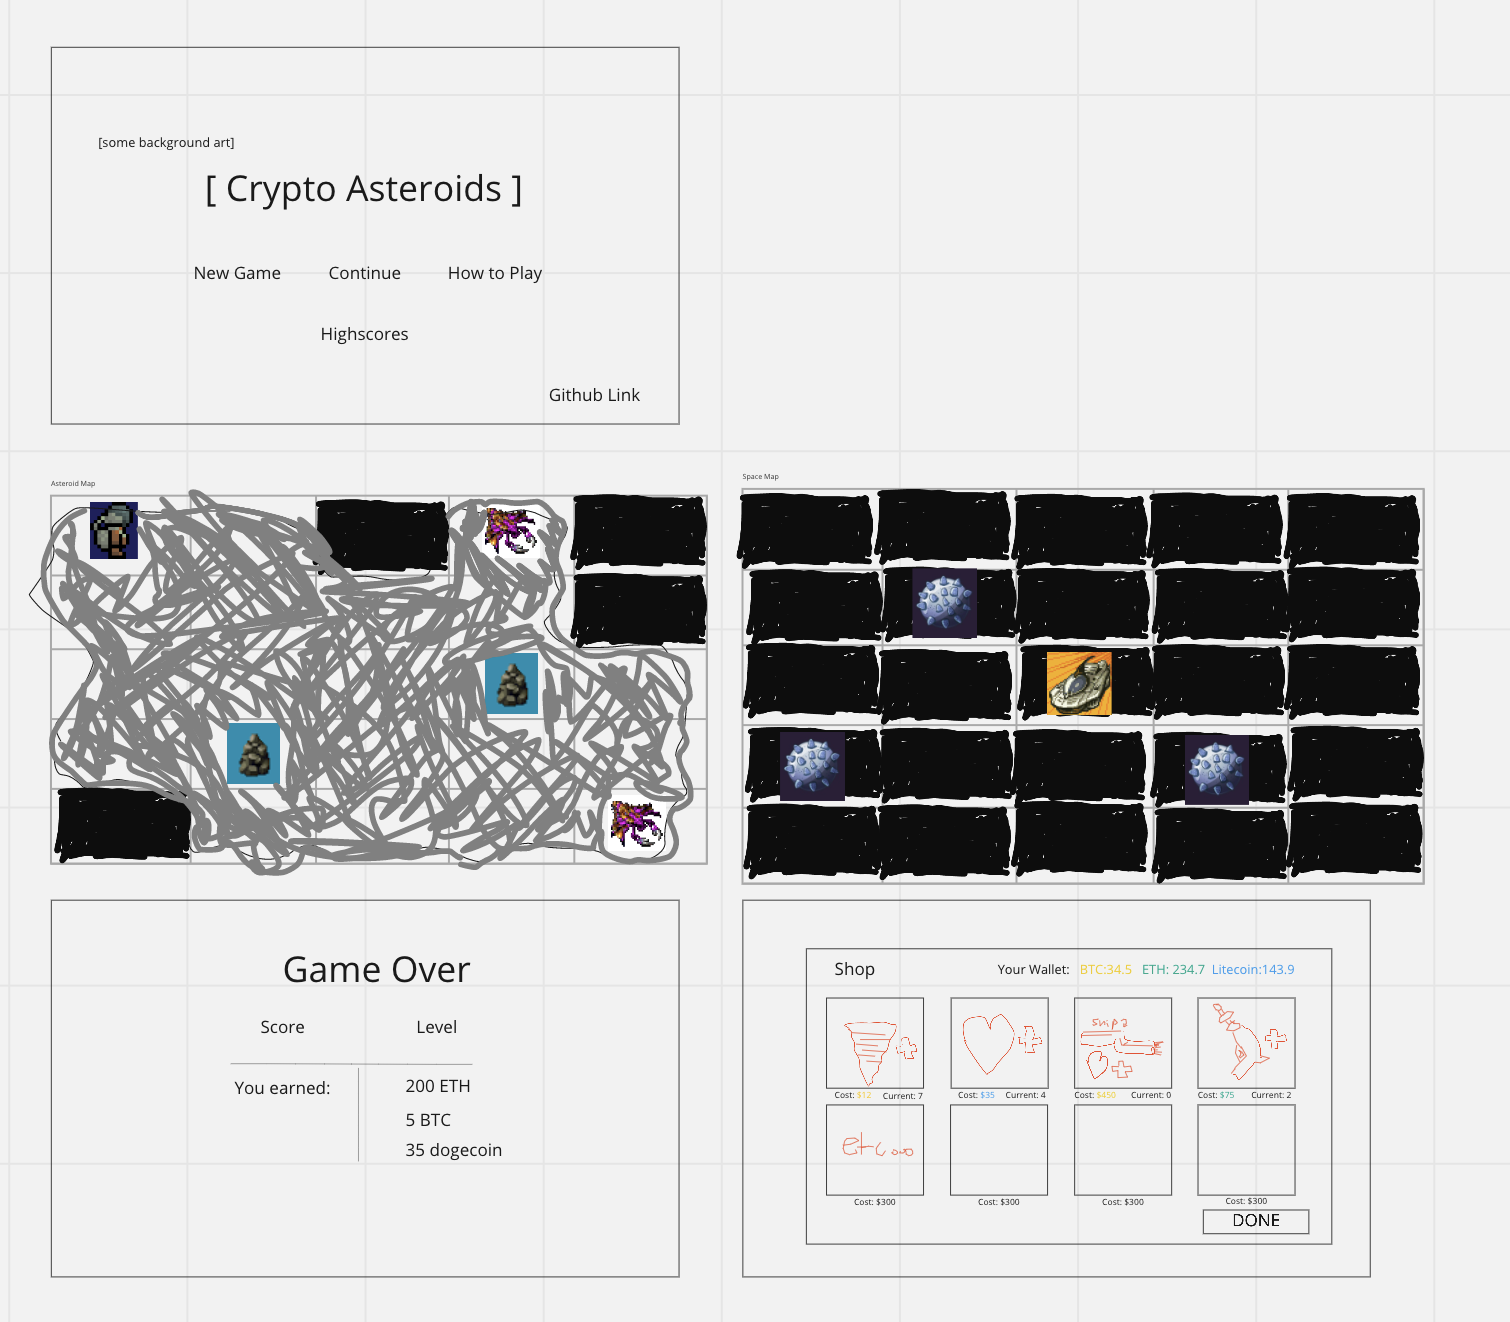 [some background art]
[ Crypto Asteroids ]
New Game Continue How to Play
Highscores
Github Link
Asteroid Map
Space Map
Game Over
Score Level
You earned: 200 ETH
5 BTC
35 dogecoin
Shop Your Wallet: BTC:34.5 ETH: 234.7 Litecoin:143.9
Cost: $12 Current: 7 Cost: $35 Current: 4 Cost: $450 Current: 0 Cost: $75 Current: 2
etc...
Cost: $300 Cost: $300 Cost: $300 Cost: $300
DONE